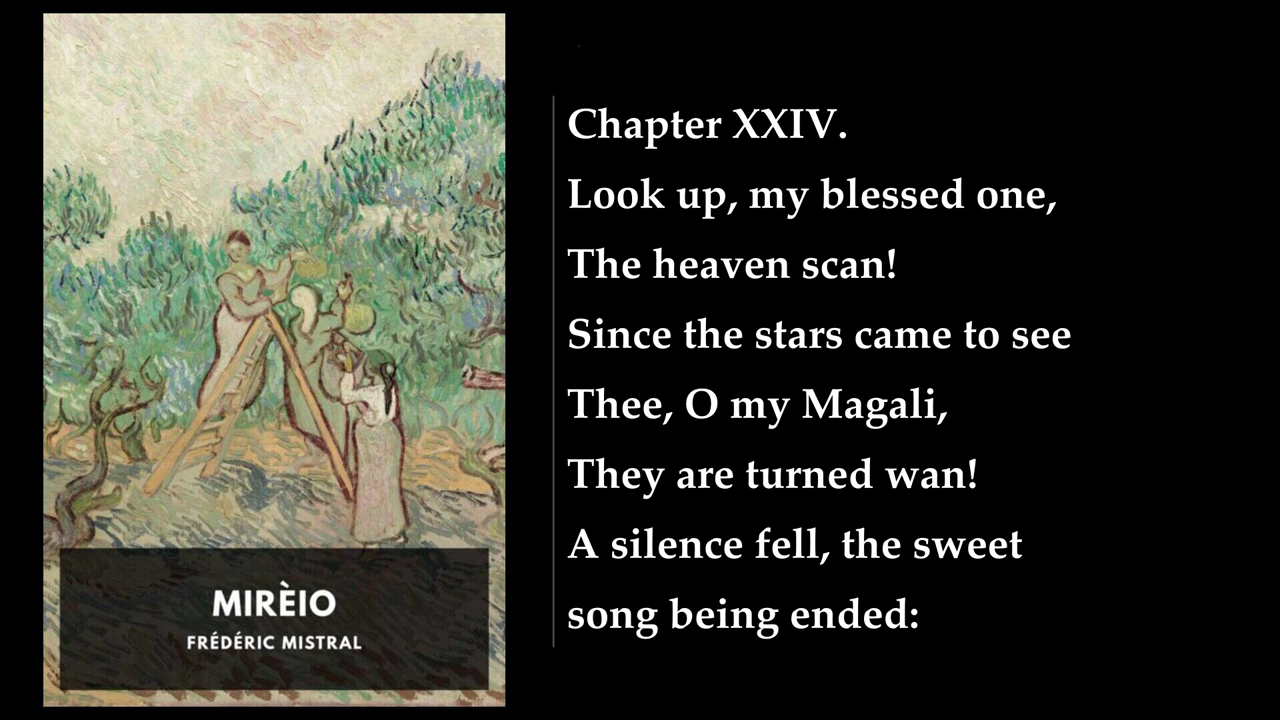 MIRÈIO
FRÉDÉRIC MISTRAL
Chapter XXIV.
Look up, my blessed one,
The heaven scan!
Since the stars came to see
Thee, O my Magali,
They are turned wan!
A silence fell, the sweet
song being ended: